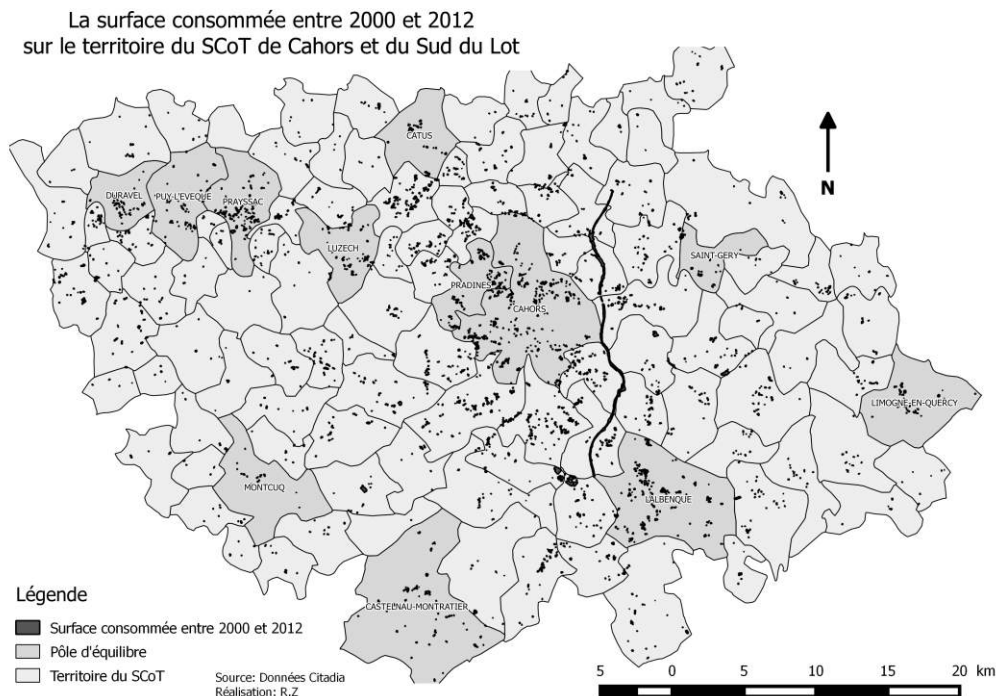 La surface consommée entre 2000 et 2012
sur le territoire du SCoT de Cahors et du Sud du Lot
CATUS
N
DURAVEL
PUY-L'EVEQUE
PRAYSSAC
LUZECH
SAINT-GERY
PRADINES
CAHORS
LIMOGNE-EN-QUERCY
MONTCUQ
LALBENQUE
CASTELNAU-MONTRATIER
Légende
Surface consommée entre 2000 et 2012
Pôle d'équilibre
Territoire du SCoT
Source: Données Citadia
Réalisation: R.Z
5 0 5 10 15 20 km